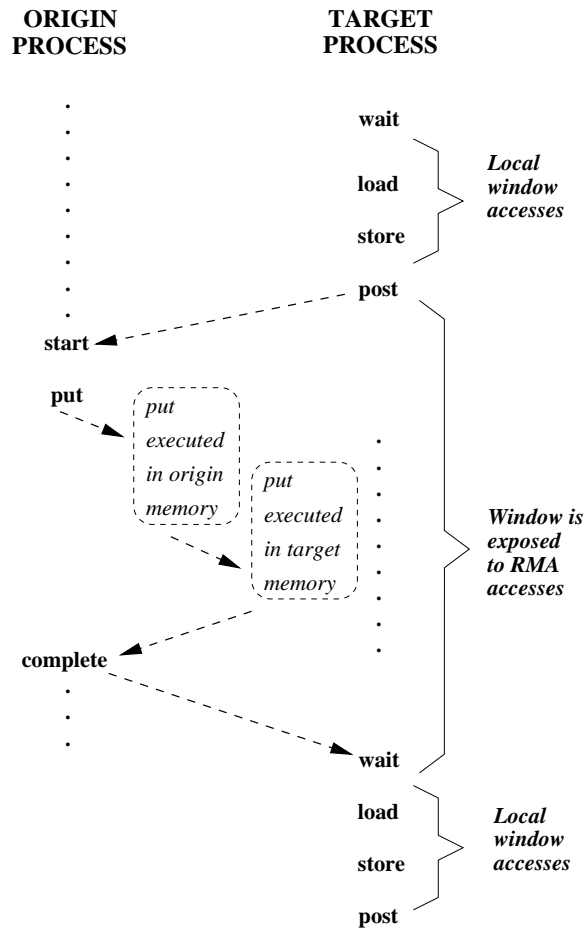 ORIGIN
PROCESS
TARGET
PROCESS
wait
load
store
Local
window
accesses
post
start
put
put
executed
in origin
memory
put
executed
in target
memory
Window is
exposed
to RMA
accesses
complete
wait
load
store
post
Local
window
accesses